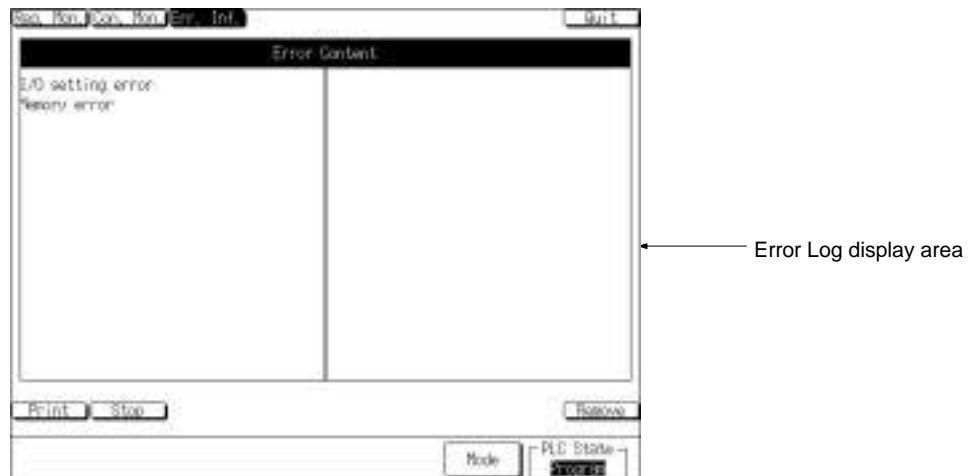 Reg. Mon. Con. Mon. Err. Inf. Quit
Error Content
I/O setting error
Memory error
Error Log display area
Print Stop Remove
Mode PLC State
Program